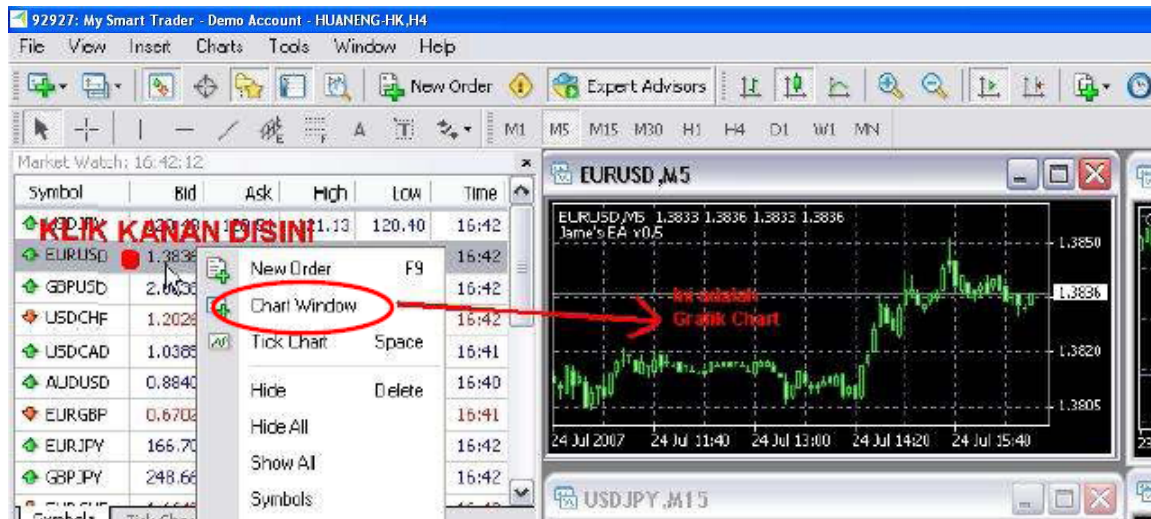 92927: My Smart Trader - Demo Account - HUANENG-HK,H4
File View Insert Charts Tools Window Help
New Order Expert Advisors
A T M1 M5 M15 M30 H1 H4 D1 W1 MN
Market Watch: 16:42:12
Symbol Bid Ask High Low Time
120.40 16:42
KLIK KANAN DISINI
EURUSD 1.3836 16:42
GBPUSD 16:42
USDCHF 1.2026 16:42
USDCAD 1.0385 16:41
AUDUSD 0.8840 16:40
EURGBP 0.6702 16:41
EURJPY 166.70 16:42
GBPJPY 248.66 16:42
Symbols
New Order F9
Chart Window
Tick Chart Space
Hide Delete
Hide All
Show All
Symbols
EURUSD,M5
EURUSD,M5 1.3833 1.3836 1.3833 1.3836
Jame's EA v0.5
Ini adalah
Grafik Chart
1.3850
1.3836
1.3820
1.3805
24 Jul 2007 24 Jul 11:40 24 Jul 13:00 24 Jul 14:20 24 Jul 15:40
USDJPY,M15